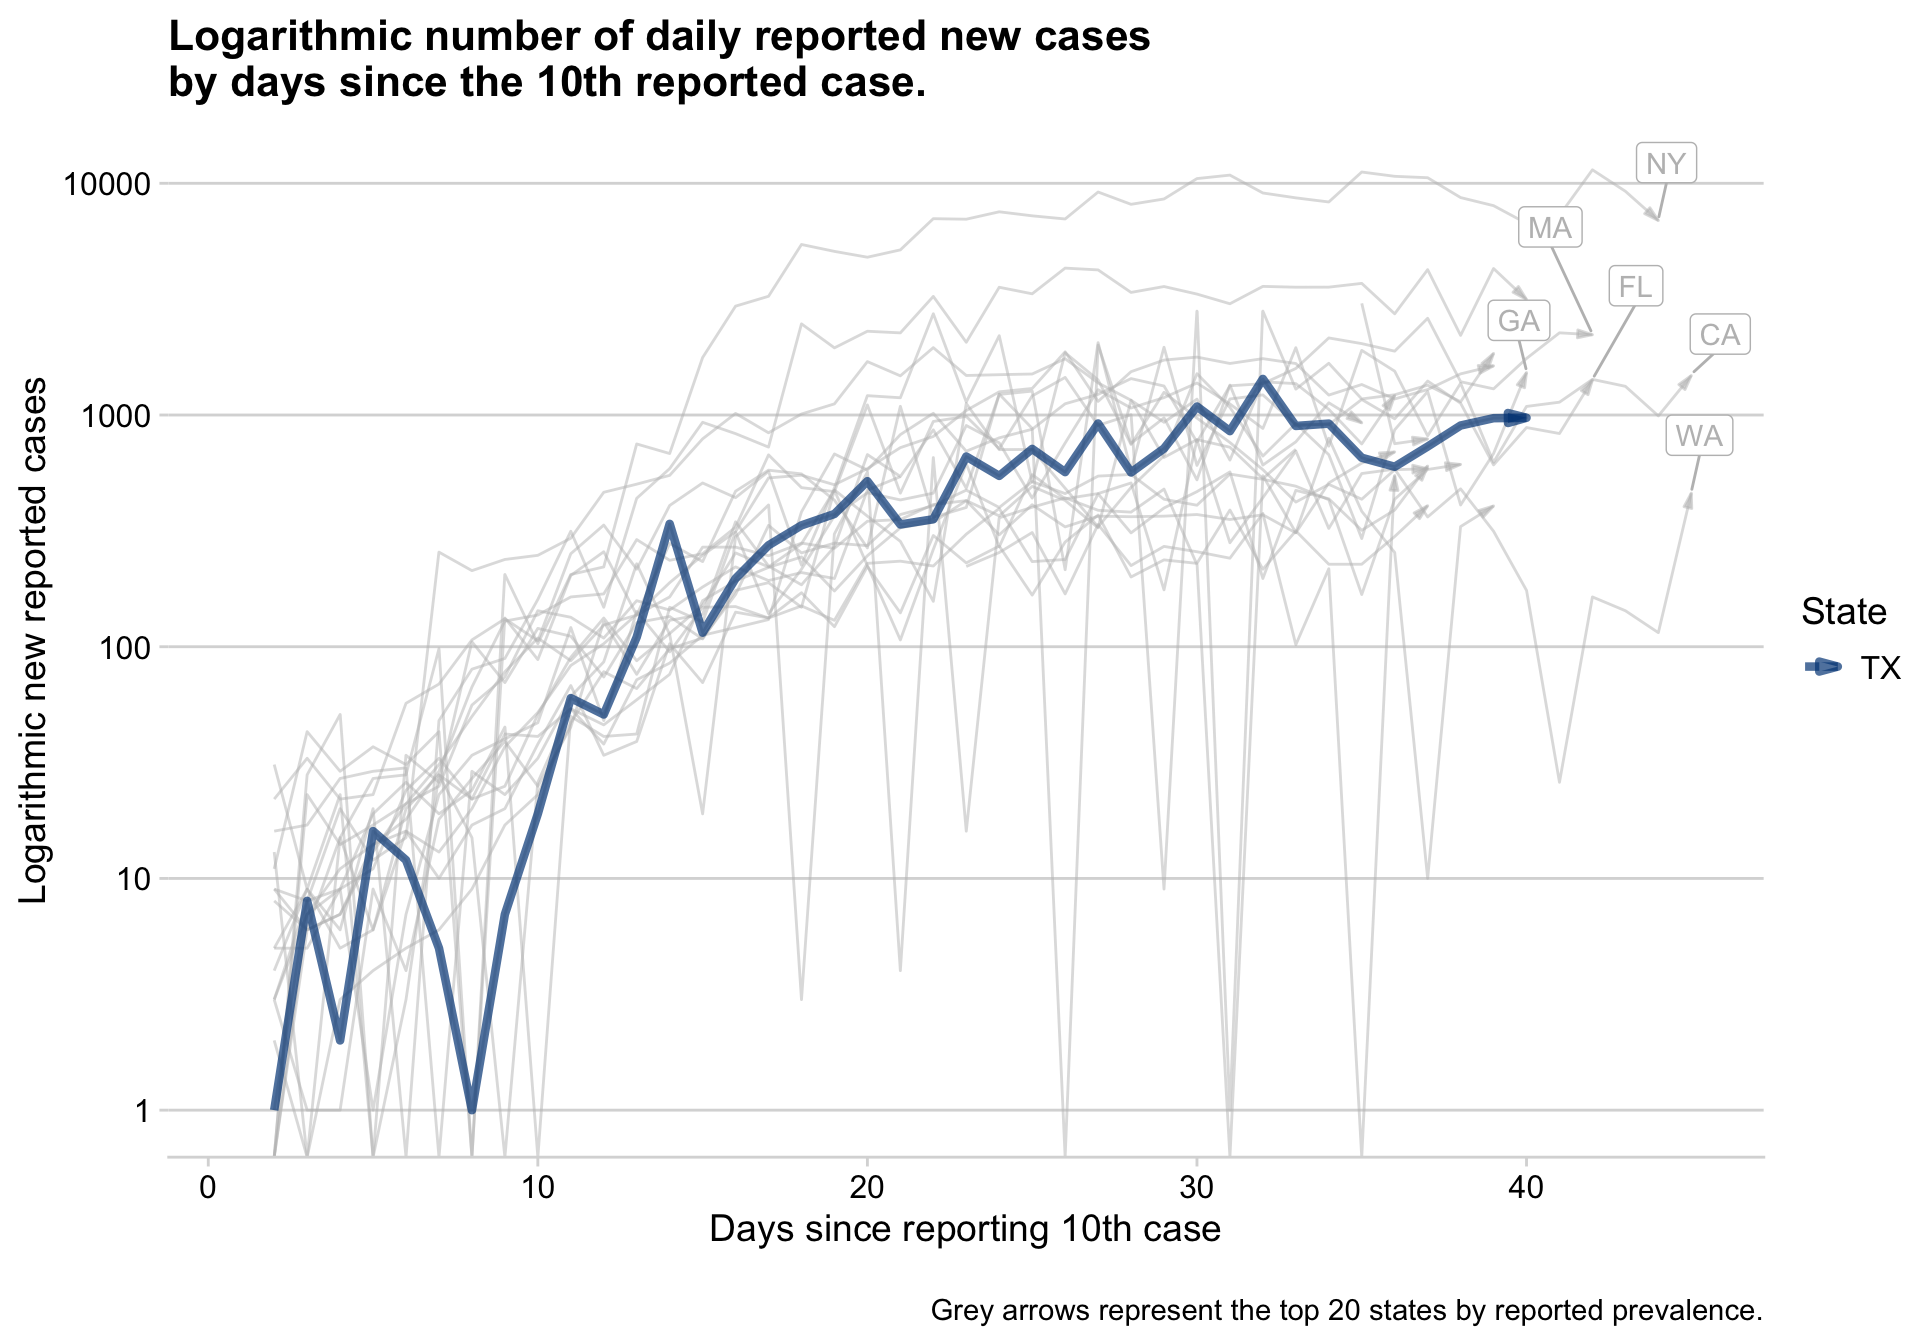 Logarithmic number of daily reported new cases
by days since the 10th reported case.
Logarithmic new reported cases
10000
1000
100
10
1
NY
MA
FL
GA
CA
WA
State
TX
0
10
20
30
40
Days since reporting 10th case
Grey arrows represent the top 20 states by reported prevalence.